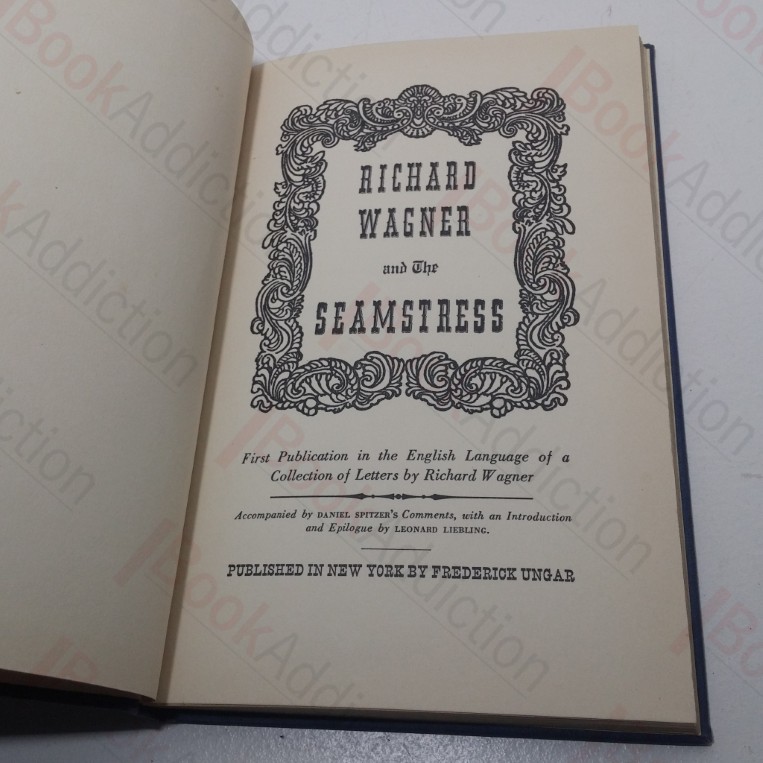 RICHARD
WAGNER
and The
SEAMSTRESS
First Publication in the English Language of a
Collection of Letters by Richard Wagner
Accompanied by DANIEL SPITZER'S Comments, with an Introduction
and Epilogue by LEONARD LIEBLING.
PUBLISHED IN NEW YORK BY FREDERICK UNGAR
BookAddiction